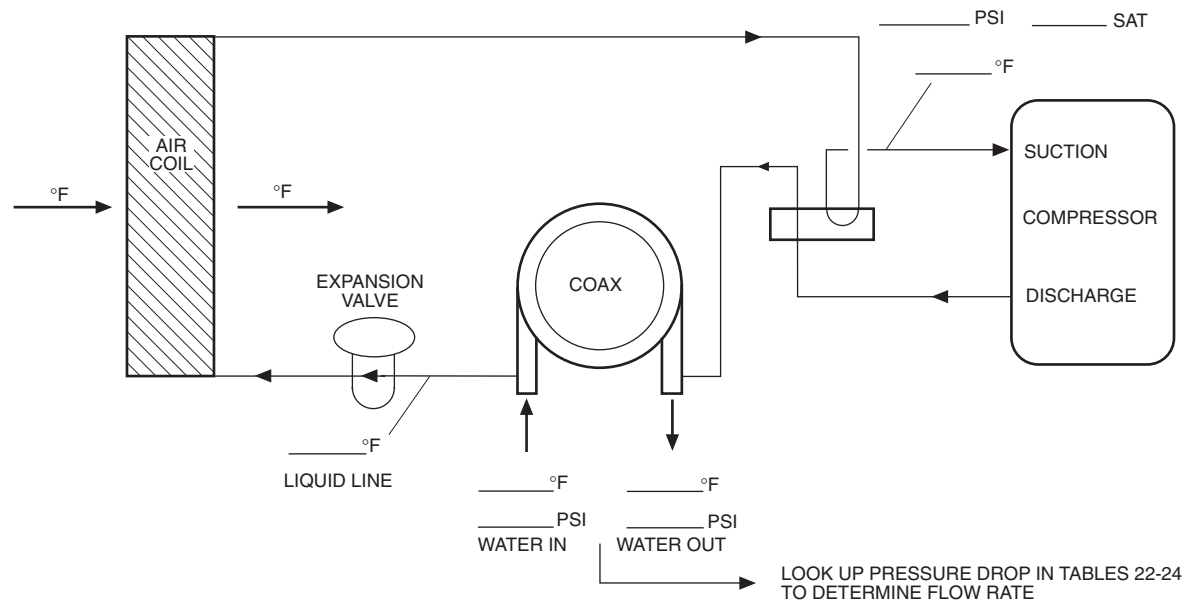 PSI SAT
°F
AIR
COIL
SUCTION
°F
°F
COMPRESSOR
EXPANSION
VALVE
COAX
DISCHARGE
°F
LIQUID LINE
°F
°F
PSI
PSI
WATER IN
WATER OUT
LOOK UP PRESSURE DROP IN TABLES 22-24
TO DETERMINE FLOW RATE